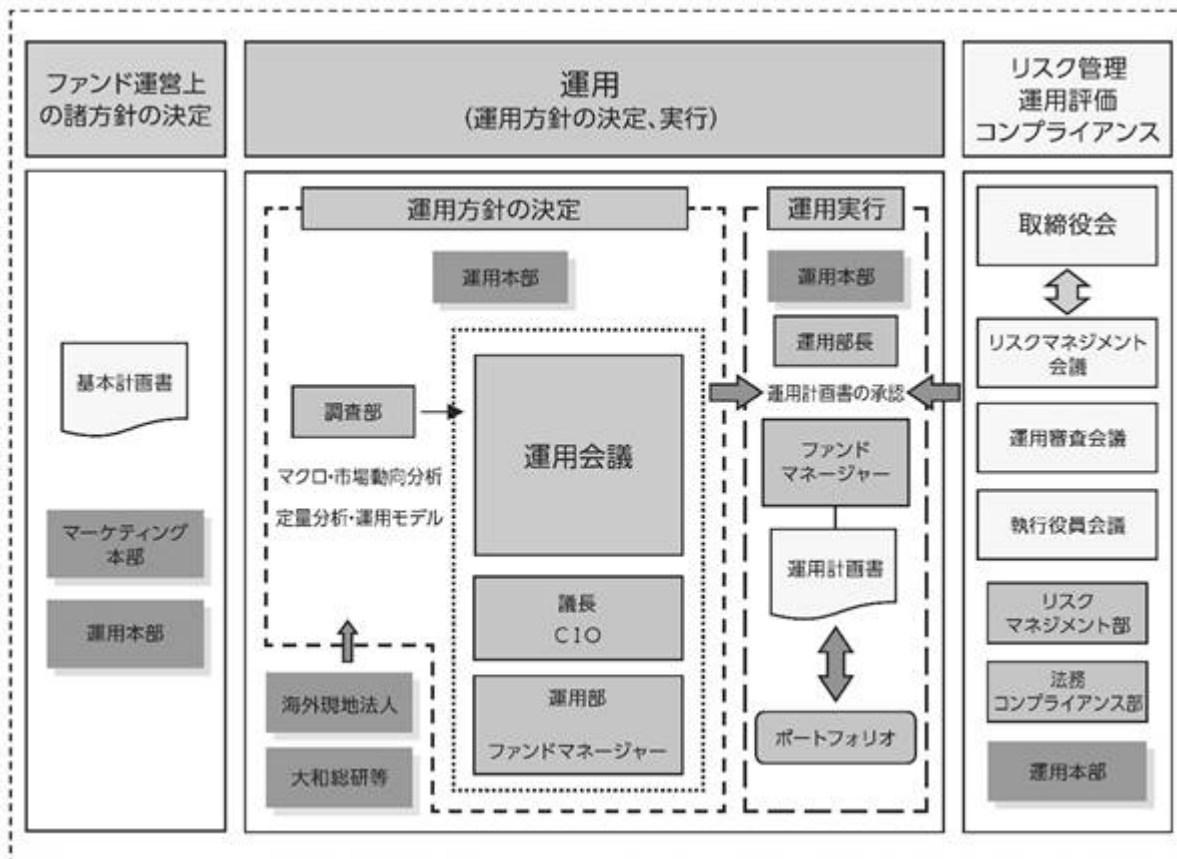 ファンド運営上
の諸方針の決定
基本計画書
マーケティング
本部
運用本部
運用
(運用方針の決定、実行)
運用方針の決定
運用本部
調査部
マクロ・市場動向分析
定量分析・運用モデル
運用会議
議長
CIO
運用部
ファンドマネージャー
海外現地法人
大和総研等
運用実行
運用本部
運用部長
運用計画書の承認
ファンド
マネージャー
運用計画書
ポートフォリオ
リスク管理
運用評価
コンプライアンス
取締役会
リスクマネジメント
会議
運用審査会議
執行役員会議
リスク
マネジメント部
法務
コンプライアンス部
運用本部